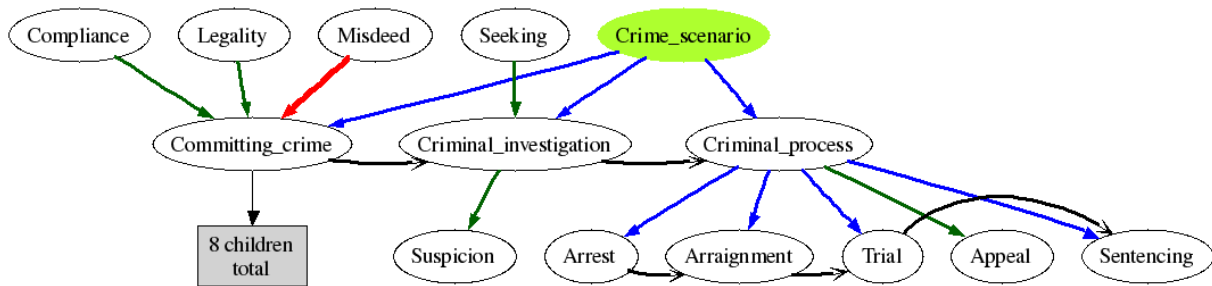 Compliance
Legality
Misdeed
Seeking
Crime_scenario
Committing_crime
Criminal_investigation
Criminal_process
8 children
total
Suspicion
Arrest
Arraignment
Trial
Appeal
Sentencing